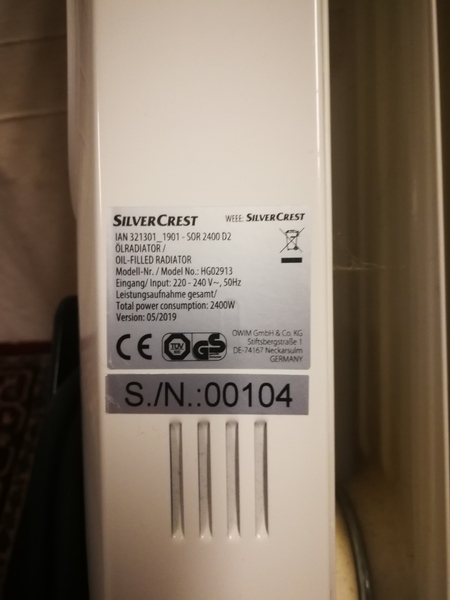 SILVERCREST WEEE: SILVERCREST
IAN 321301_1901 - SOR 2400 D2
ÖLRADIATOR /
OIL-FILLED RADIATOR
Modell-Nr. / Model No.: HG02913
Eingang/ Input: 220 - 240 V~, 50Hz
Leistungsaufnahme gesamt/
Total power consumption: 2400W
Version: 05/2019
CE TÜV GS
OWIM GmbH & Co. KG
Stiftsbergstraße 1
DE-74167 Neckarsulm
GERMANY
S./N.:00104